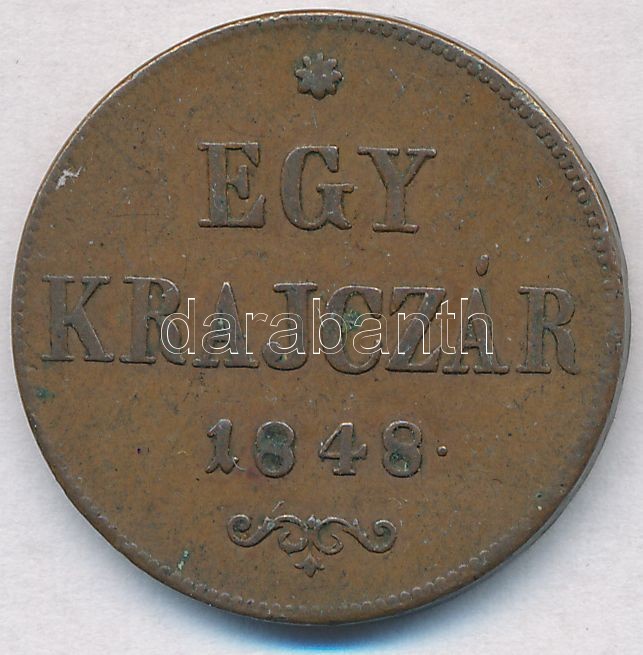 EGY
KRAJCZÁR
darabanth
1848.